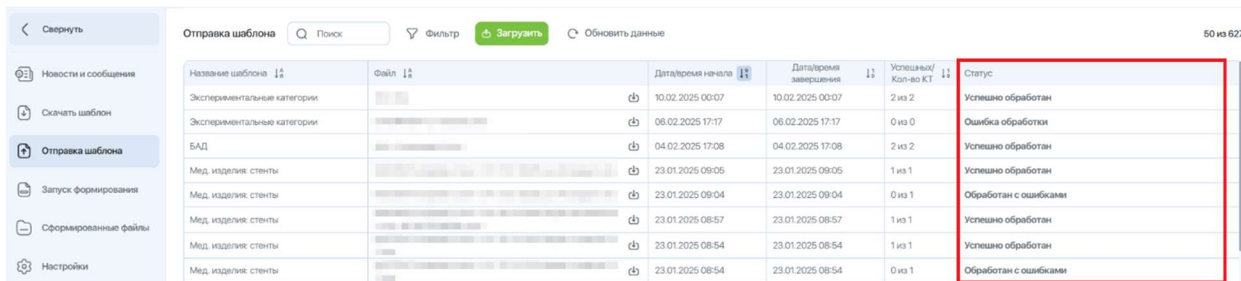 Свернуть
Новости и сообщения
Скачать шаблон
Отправка шаблона
Запуск формирования
Сформированные файлы
Настройки
Отправка шаблона Поиск Фильтр Загрузить Обновить данные 50 из 627
Название шаблона Файл Дата/время начала Дата/время завершения Успешных/ Кол-во КТ Статус
Экспериментальные категории 10.02.2025 00:07 10.02.2025 00:07 2 из 2 Успешно обработан
Экспериментальные категории 06.02.2025 17:17 06.02.2025 17:17 0 из 0 Ошибка обработки
БАД 04.02.2025 17:08 04.02.2025 17:08 2 из 2 Успешно обработан
Мед. изделия: стенты 23.01.2025 09:05 23.01.2025 09:05 1 из 1 Успешно обработан
Мед. изделия: стенты 23.01.2025 09:04 23.01.2025 09:04 0 из 1 Обработан с ошибками
Мед. изделия: стенты 23.01.2025 08:57 23.01.2025 08:57 1 из 1 Успешно обработан
Мед. изделия: стенты 23.01.2025 08:54 23.01.2025 08:54 1 из 1 Успешно обработан
Мед. изделия: стенты 23.01.2025 08:54 23.01.2025 08:54 0 из 1 Обработан с ошибками